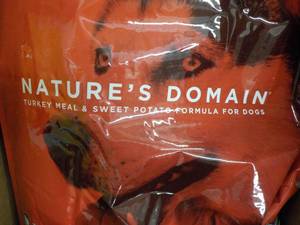 NATURE'S DOMAIN
TURKEY MEAL & SWEET POTATO FORMULA FOR DOGS